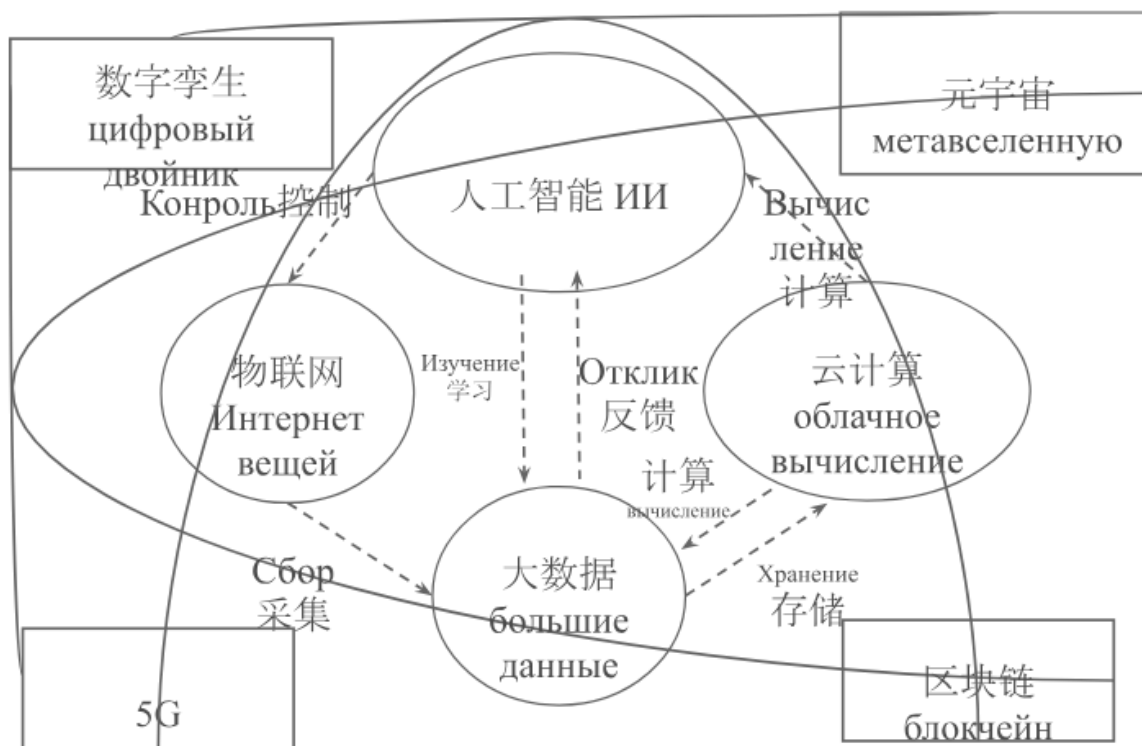 数字孪生
цифровый
двойник
元宇宙
метавселенную
人工智能 ИИ
Конроль控制
Вычис
ление
计算
物联网
Интернет
вещей
Изучение
学习
Отклик
反馈
云计算
облачное
вычисление
计算
вычисление
Сбор
采集
大数据
большие
данные
Хранение
存储
5G
区块链
блокчейн